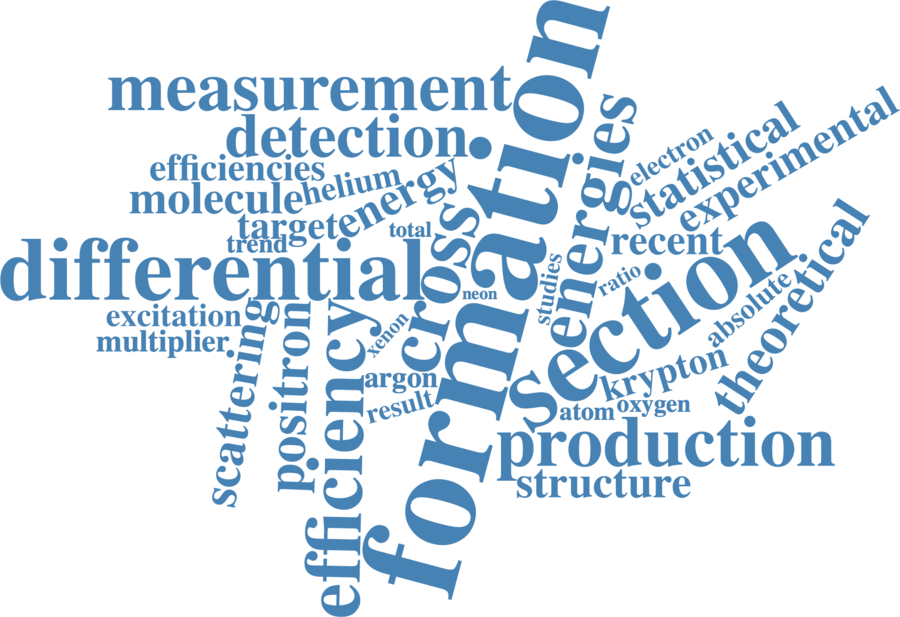 measurement
detection
efficiencies
molecule
helium
energy
target
trend
total
differential
cross
formation
energies
electron
statistical
experimental
recent
studies
ratio
neon
section
absolute
theoretical
excitation
multiplier
scattering
positron
efficiency
xenon
argon
result
krypton
atom
oxygen
production
structure